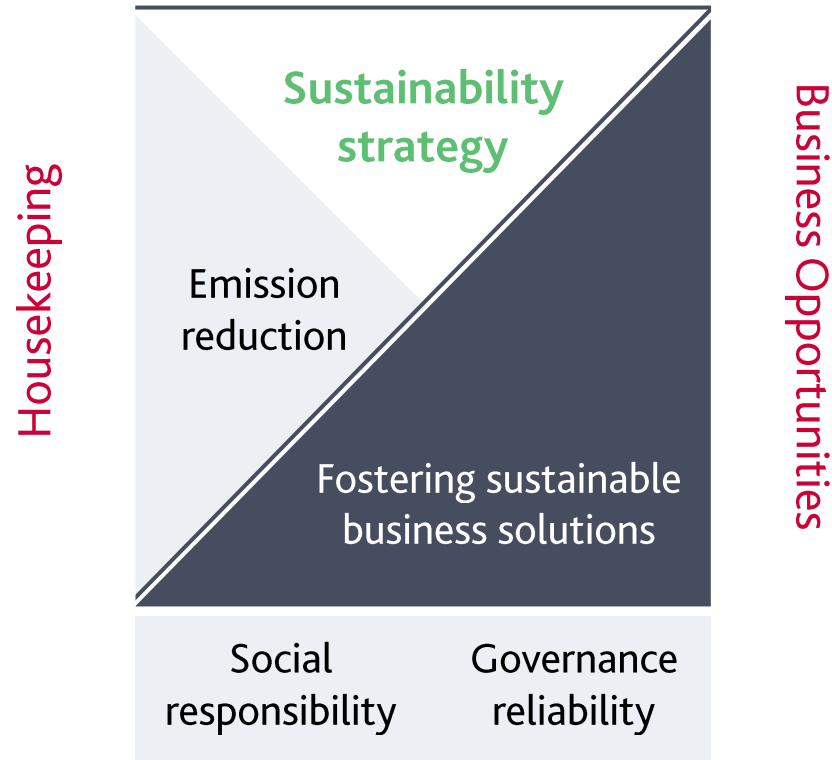 Sustainability
strategy
Housekeeping
Business Opportunities
Emission
reduction
Fostering sustainable
business solutions
Social
responsibility
Governance
reliability